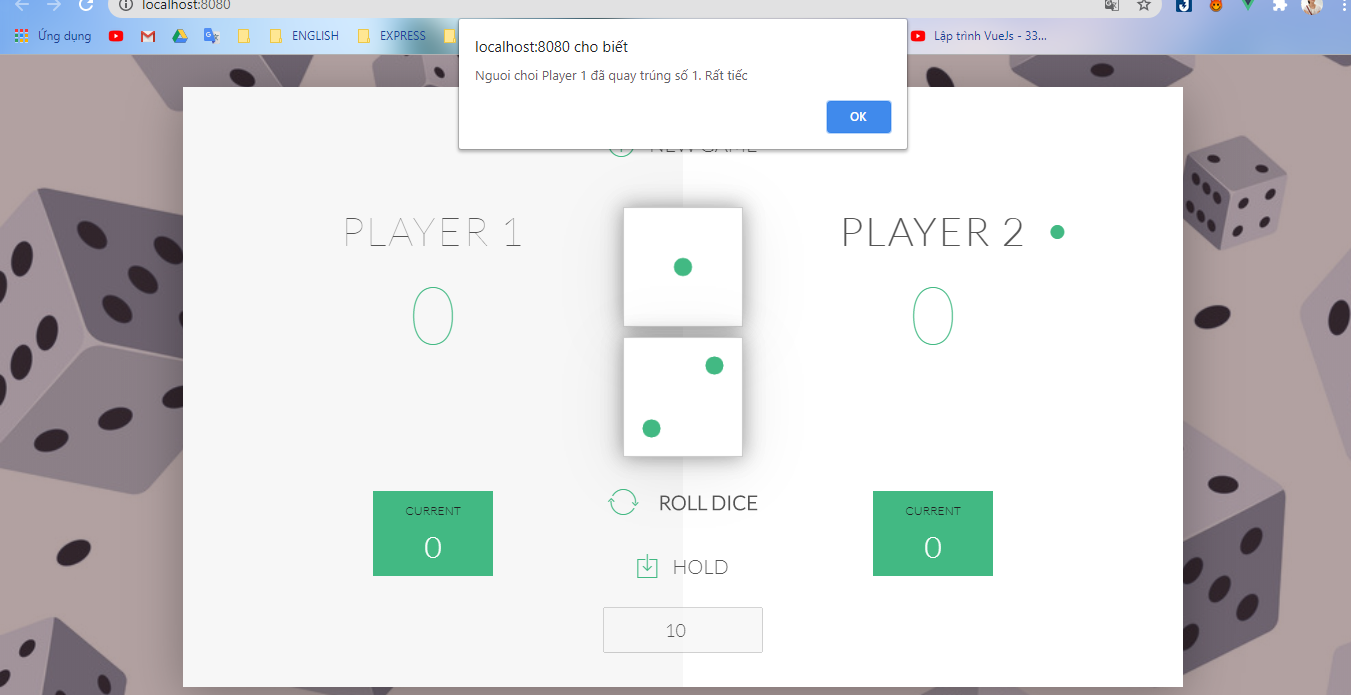 localhost:8080
Ứng dụng
ENGLISH
EXPRESS
Lập trình VueJs - 33...
localhost:8080 cho biết
Nguoi choi Player 1 đã quay trúng số 1. Rất tiếc
OK
NEW GAME
PLAYER 1
PLAYER 2
0
0
CURRENT
0
ROLL DICE
CURRENT
0
HOLD
10